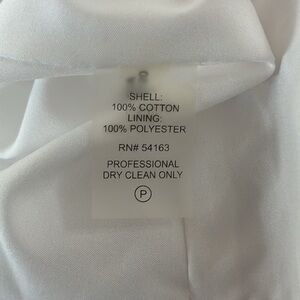 SHELL:
100% COTTON
LINING:
100% POLYESTER
RN# 54163
PROFESSIONAL
DRY CLEAN ONLY
P